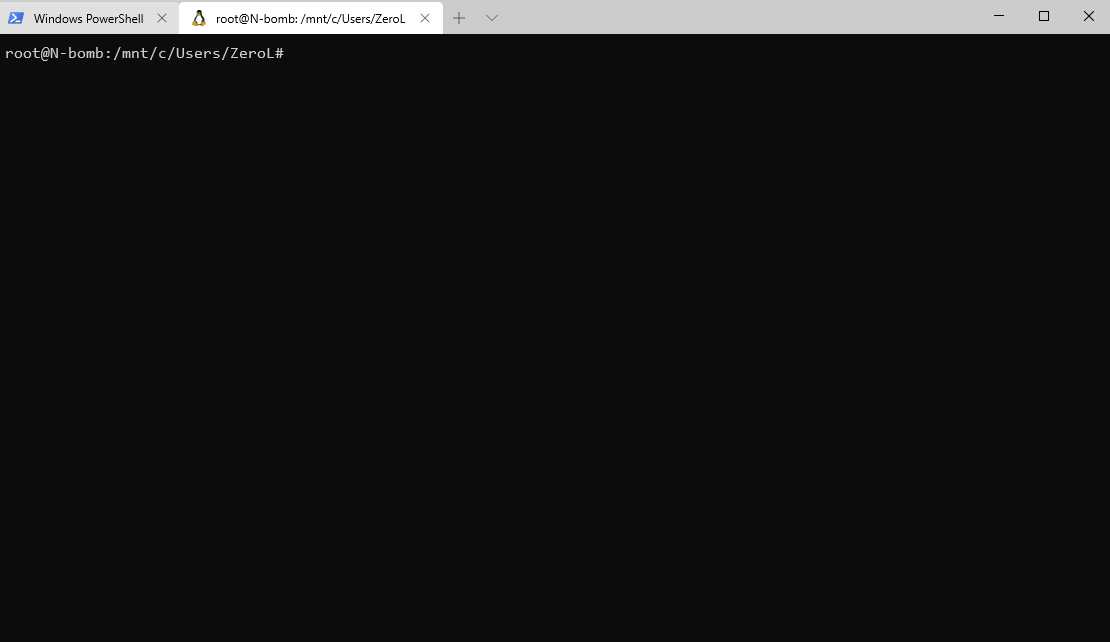 Windows PowerShell
root@N-bomb: /mnt/c/Users/ZeroL
root@N-bomb:/mnt/c/Users/ZeroL#